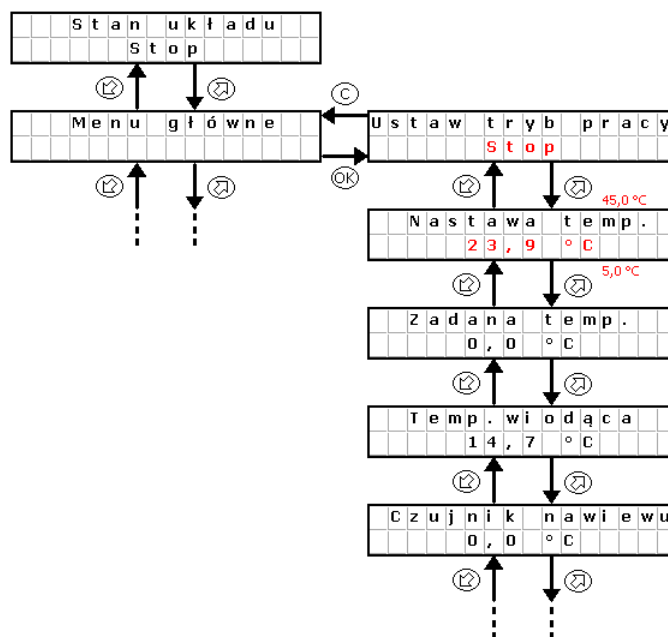 Stan układu
Stop
C
Menu główne
Ustaw tryb pracy
Stop
OK
45,0 °C
Nastawa temp.
23,9 °C
5,0 °C
Zadana temp.
0,0 °C
Temp.wiodąca
14,7 °C
Czujnik nawiewu
0,0 °C